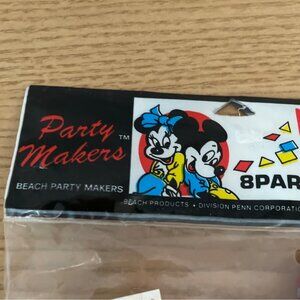 Party
Makers™
BEACH PARTY MAKERS
8PAR
BEACH PRODUCTS • DIVISION PENN CORPORATION